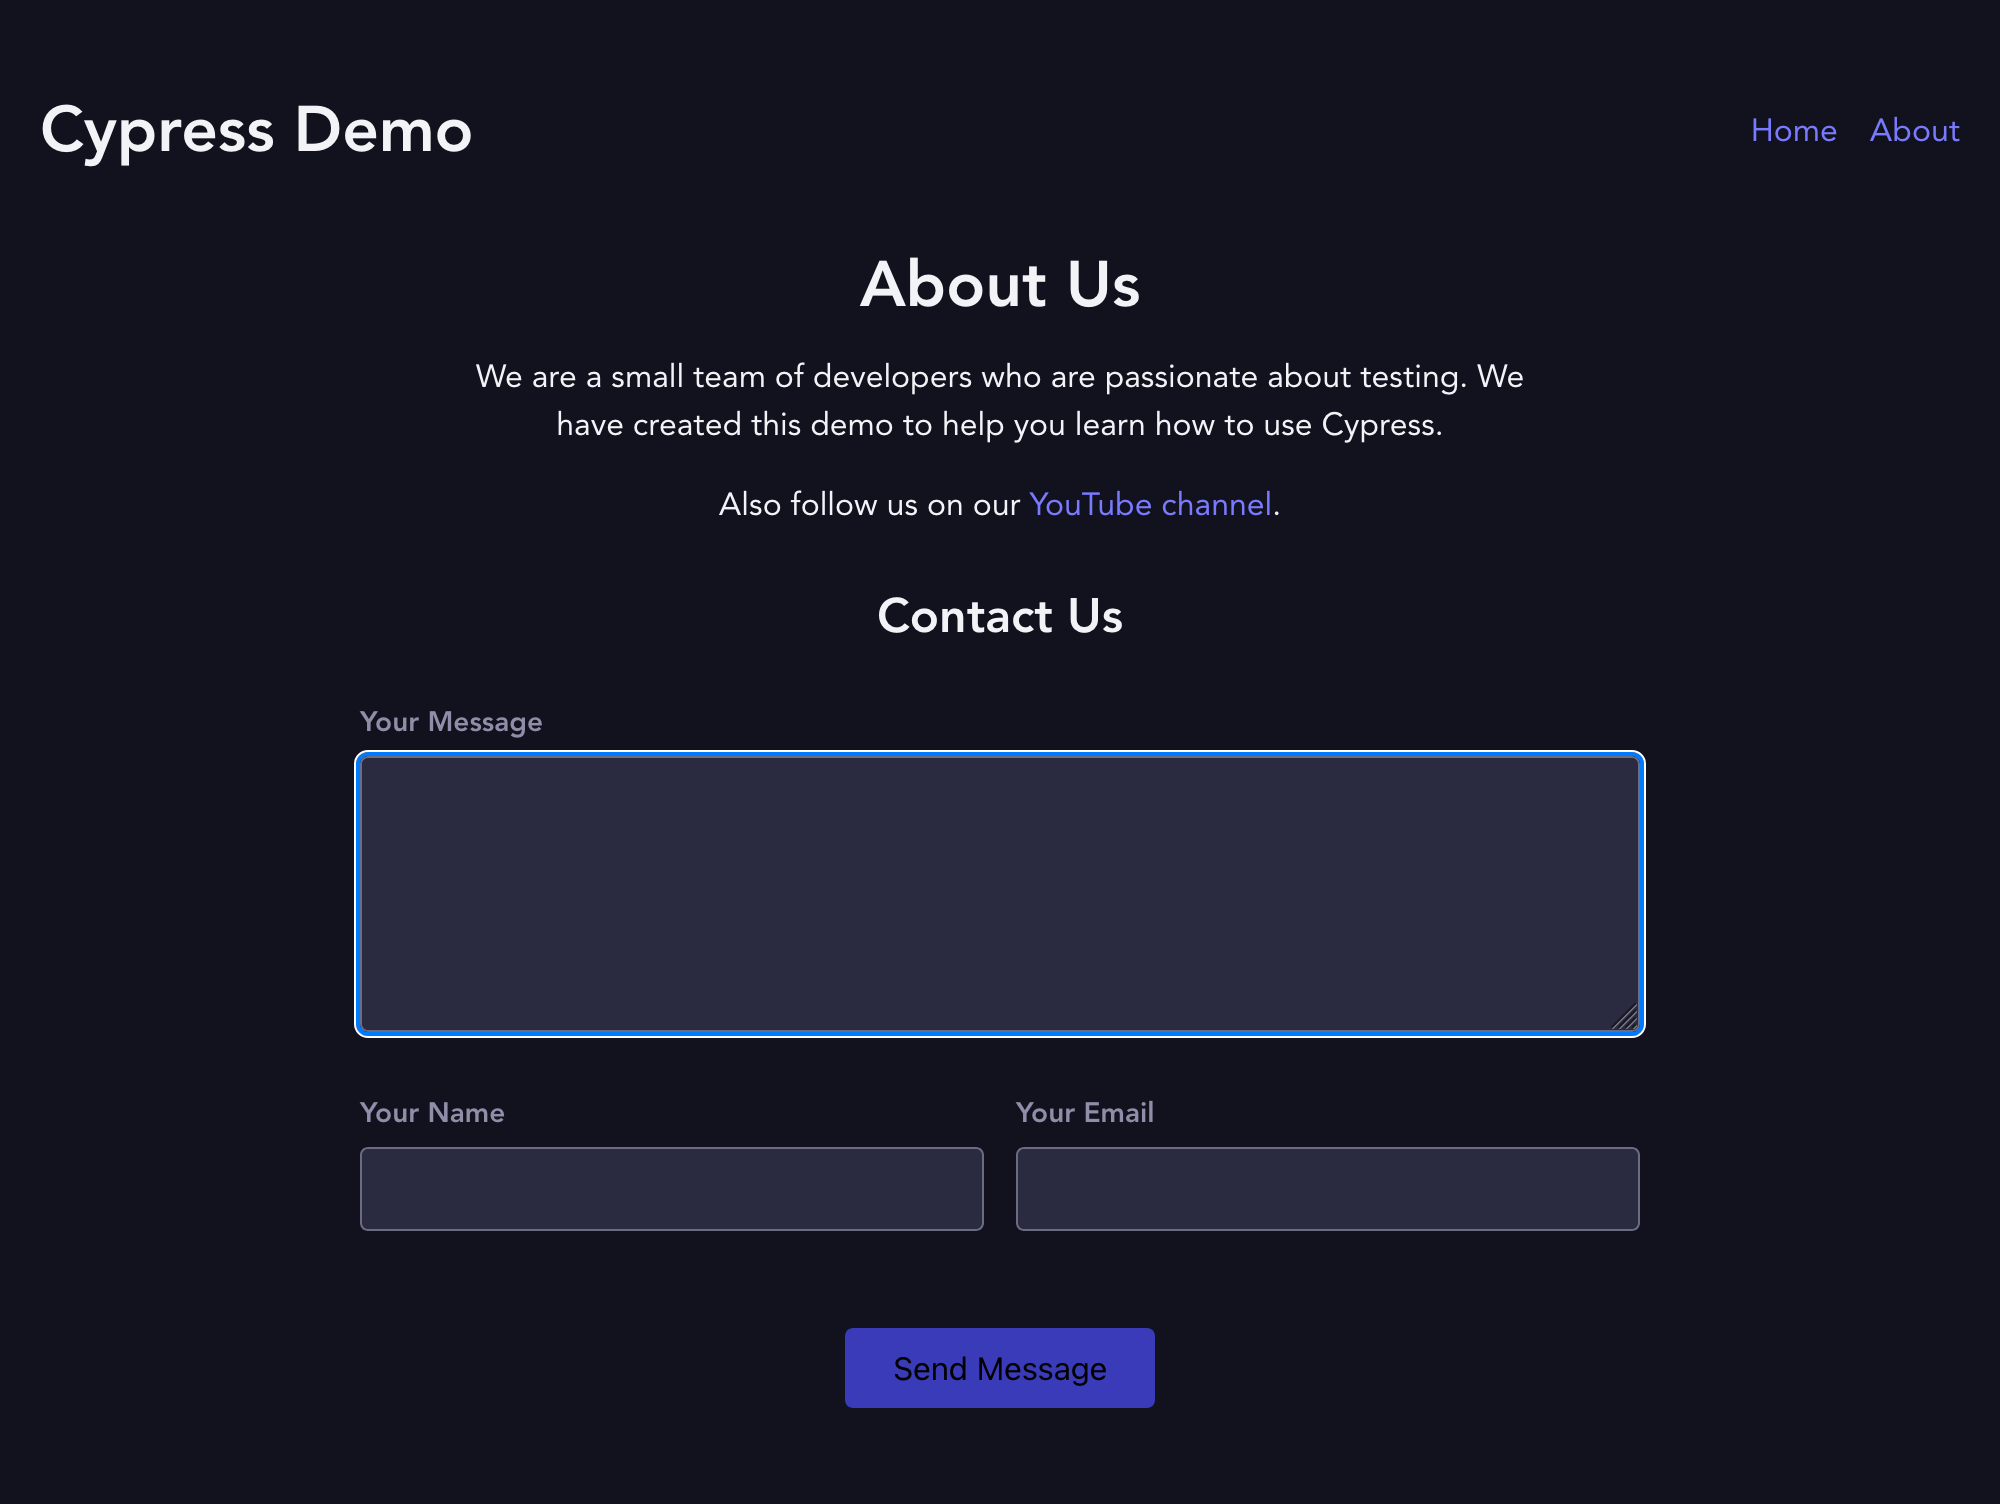 Cypress Demo
Home About
About Us
We are a small team of developers who are passionate about testing. We
have created this demo to help you learn how to use Cypress.
Also follow us on our YouTube channel.
Contact Us
Your Message
Your Name
Your Email
Send Message